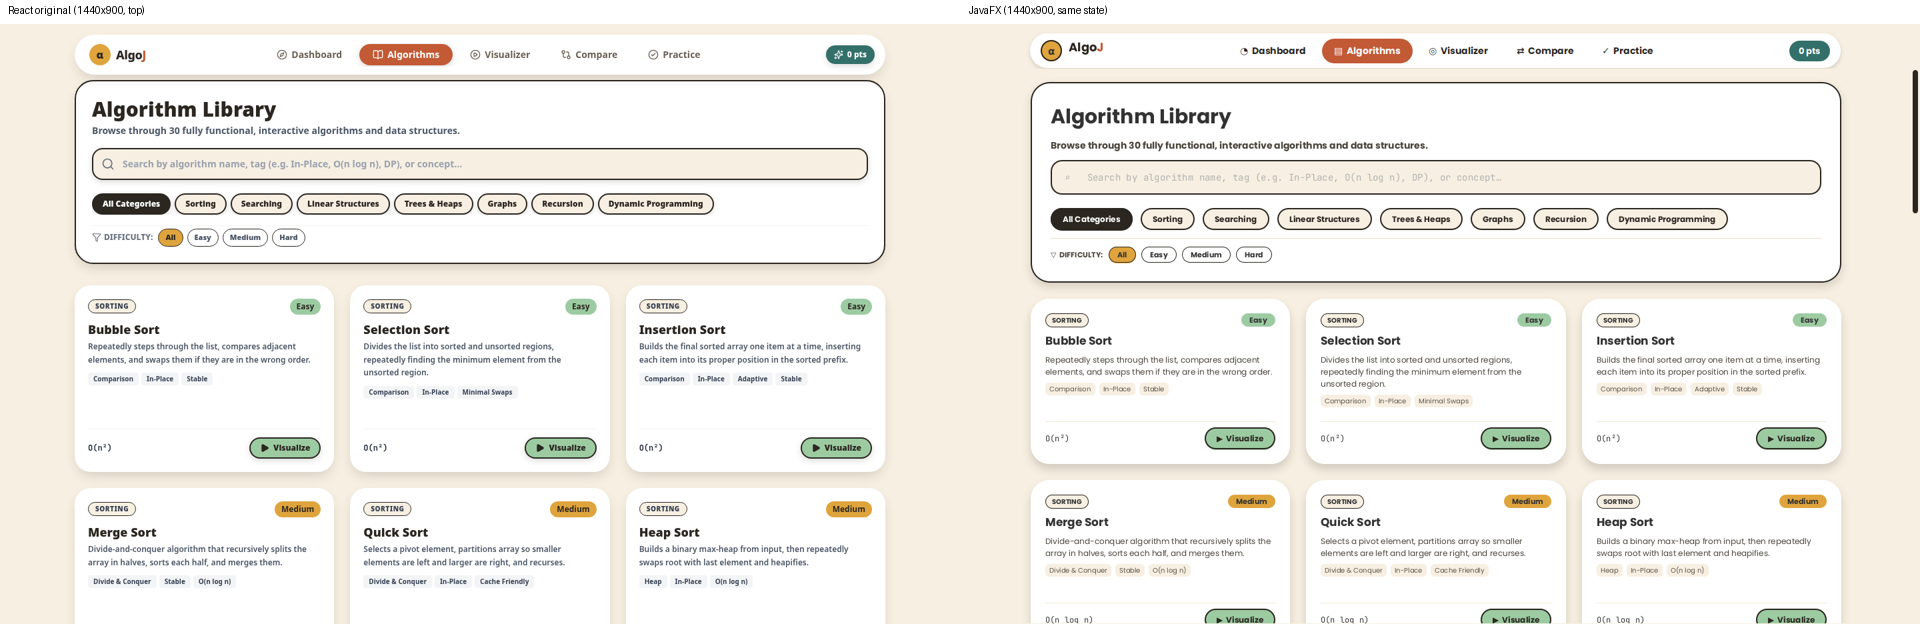 React original (1440x900, top)
JavaFX (1440x900, same state)
α AlgoJ
Dashboard
Algorithms
Visualizer
Compare
Practice
0 pts
Algorithm Library
Browse through 30 fully functional, interactive algorithms and data structures.
Search by algorithm name, tag (e.g. In-Place, O(n log n), DP), or concept...
All Categories Sorting Searching Linear Structures Trees & Heaps Graphs Recursion Dynamic Programming
DIFFICULTY: All Easy Medium Hard
SORTING Easy
Bubble Sort
Repeatedly steps through the list, compares adjacent
elements, and swaps them if they are in the wrong order.
Comparison In-Place Stable
O(n²) ▶ Visualize
SORTING Easy
Selection Sort
Divides the list into sorted and unsorted regions,
repeatedly finding the minimum element from the
unsorted region.
Comparison In-Place Minimal Swaps
O(n²) ▶ Visualize
SORTING Easy
Insertion Sort
Builds the final sorted array one item at a time, inserting
each item into its proper position in the sorted prefix.
Comparison In-Place Adaptive Stable
O(n²) ▶ Visualize
SORTING Medium
Merge Sort
Divide-and-conquer algorithm that recursively splits the
array in halves, sorts each half, and merges them.
Divide & Conquer Stable O(n log n)
SORTING Medium
Quick Sort
Selects a pivot element, partitions array so smaller
elements are left and larger are right, and recurses.
Divide & Conquer In-Place Cache Friendly
SORTING Medium
Heap Sort
Builds a binary max-heap from input, then repeatedly
swaps root with last element and heapifies.
Heap In-Place O(n log n)
α AlgoJ
Dashboard
Algorithms
Visualizer
Compare
✓ Practice
0 pts
Algorithm Library
Browse through 30 fully functional, interactive algorithms and data structures.
Search by algorithm name, tag (e.g. In-Place, O(n log n), DP), or concept…
All Categories Sorting Searching Linear Structures Trees & Heaps Graphs Recursion Dynamic Programming
▽ DIFFICULTY: All Easy Medium Hard
SORTING Easy
Bubble Sort
Repeatedly steps through the list, compares adjacent
elements, and swaps them if they are in the wrong order.
Comparison In-Place Stable
O(n²) ▶ Visualize
SORTING Easy
Selection Sort
Divides the list into sorted and unsorted regions,
repeatedly finding the minimum element from the
unsorted region.
Comparison In-Place Minimal Swaps
O(n²) ▶ Visualize
SORTING Easy
Insertion Sort
Builds the final sorted array one item at a time, inserting
each item into its proper position in the sorted prefix.
Comparison In-Place Adaptive Stable
O(n²) ▶ Visualize
SORTING Medium
Merge Sort
Divide-and-conquer algorithm that recursively splits the
array in halves, sorts each half, and merges them.
Divide & Conquer Stable O(n log n)
O(n log n) ▶ Visualize
SORTING Medium
Quick Sort
Selects a pivot element, partitions array so smaller
elements are left and larger are right, and recurses.
Divide & Conquer In-Place Cache Friendly
O(n log n) ▶ Visualize
SORTING Medium
Heap Sort
Builds a binary max-heap from input, then repeatedly
swaps root with last element and heapifies.
Heap In-Place O(n log n)
O(n log n) ▶ Visualize